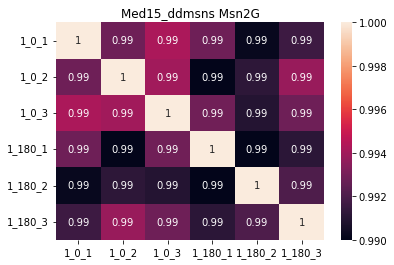 Med15_ddmsns Msn2G
1_0_1 1 0.99 0.99 0.99 0.99 0.99
1_0_2 0.99 1 0.99 0.99 0.99 0.99
1_0_3 0.99 0.99 1 0.99 0.99 0.99
1_180_1 0.99 0.99 0.99 1 0.99 0.99
1_180_2 0.99 0.99 0.99 0.99 1 0.99
1_180_3 0.99 0.99 0.99 0.99 0.99 1
1_0_1 1_0_2 1_0_3 1_180_1 1_180_2 1_180_3
1.000
0.998
0.996
0.994
0.992
0.990